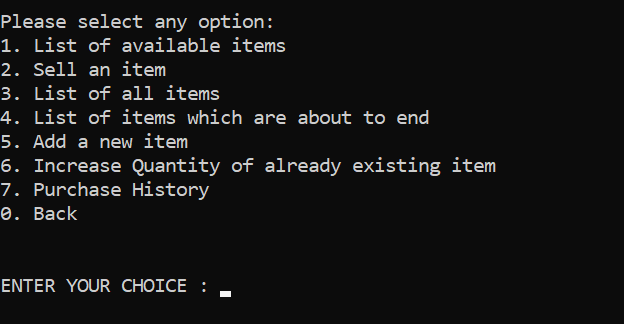 Please select any option:
1. List of available items
2. Sell an item
3. List of all items
4. List of items which are about to end
5. Add a new item
6. Increase Quantity of already existing item
7. Purchase History
0. Back
ENTER YOUR CHOICE :